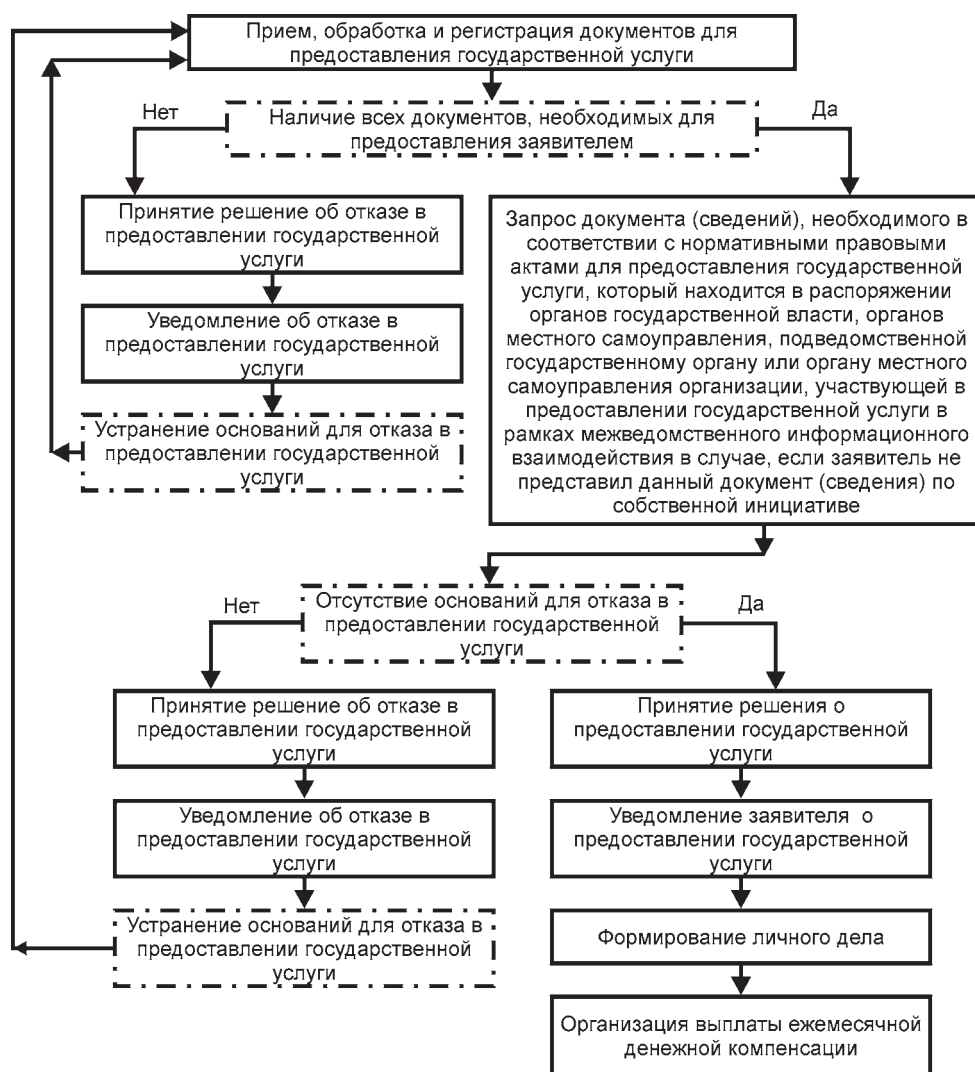 Прием, обработка и регистрация документов для
предоставления государственной услуги
Нет
Наличие всех документов, необходимых для
предоставления заявителем
Да
Принятие решение об отказе в
предоставлении государственной
услуги
Уведомление об отказе в
предоставлении государственной
услуги
Устранение оснований для отказа в
предоставлении государственной
услуги
Запрос документа (сведений), необходимого в
соответствии с нормативными правовыми
актами для предоставления государственной
услуги, который находится в распоряжении
органов государственной власти, органов
местного самоуправления, подведомственной
государственному органу или органу местного
самоуправления организации, участвующей в
предоставлении государственной услуги в
рамках межведомственного информационного
взаимодействия в случае, если заявитель не
представил данный документ (сведения) по
собственной инициативе
Нет
Отсутствие оснований для отказа в
предоставлении государственной
услуги
Да
Принятие решение об отказе в
предоставлении государственной
услуги
Уведомление об отказе в
предоставлении государственной
услуги
Устранение оснований для отказа в
предоставлении государственной
услуги
Принятие решения о
предоставлении государственной
услуги
Уведомление заявителя о
предоставлении государственной
услуги
Формирование личного дела
Организация выплаты ежемесячной
денежной компенсации